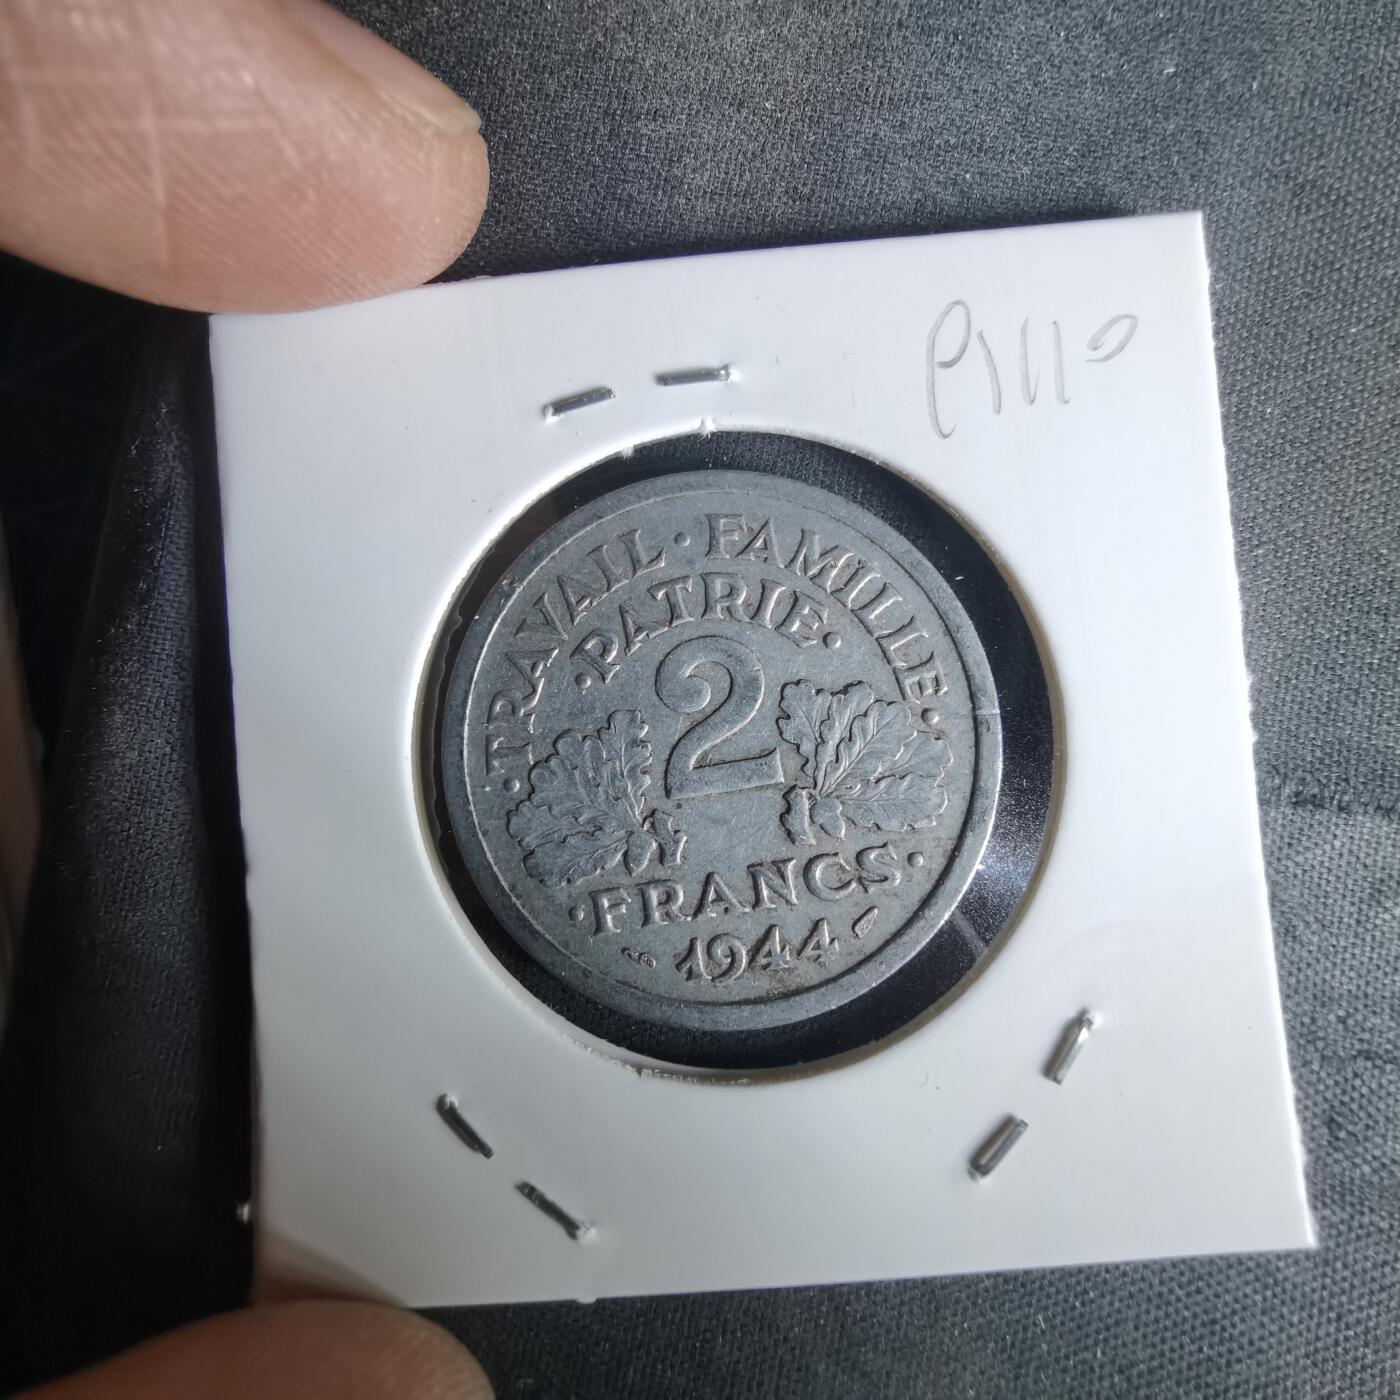 ·TRAVAIL·FAMILLE·
·PATRIE·
2
·FRANCS·
1944